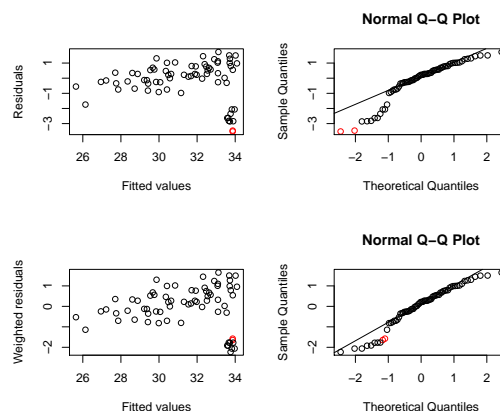 Normal Q−Q Plot
Residuals
1
−1
−3
26 28 30 32 34
Fitted values
Sample Quantiles
1
−1
−3
−2 −1 0 1 2
Theoretical Quantiles
Normal Q−Q Plot
Weighted residuals
1
0
−2
26 28 30 32 34
Fitted values
Sample Quantiles
1
0
−2
−2 −1 0 1 2
Theoretical Quantiles